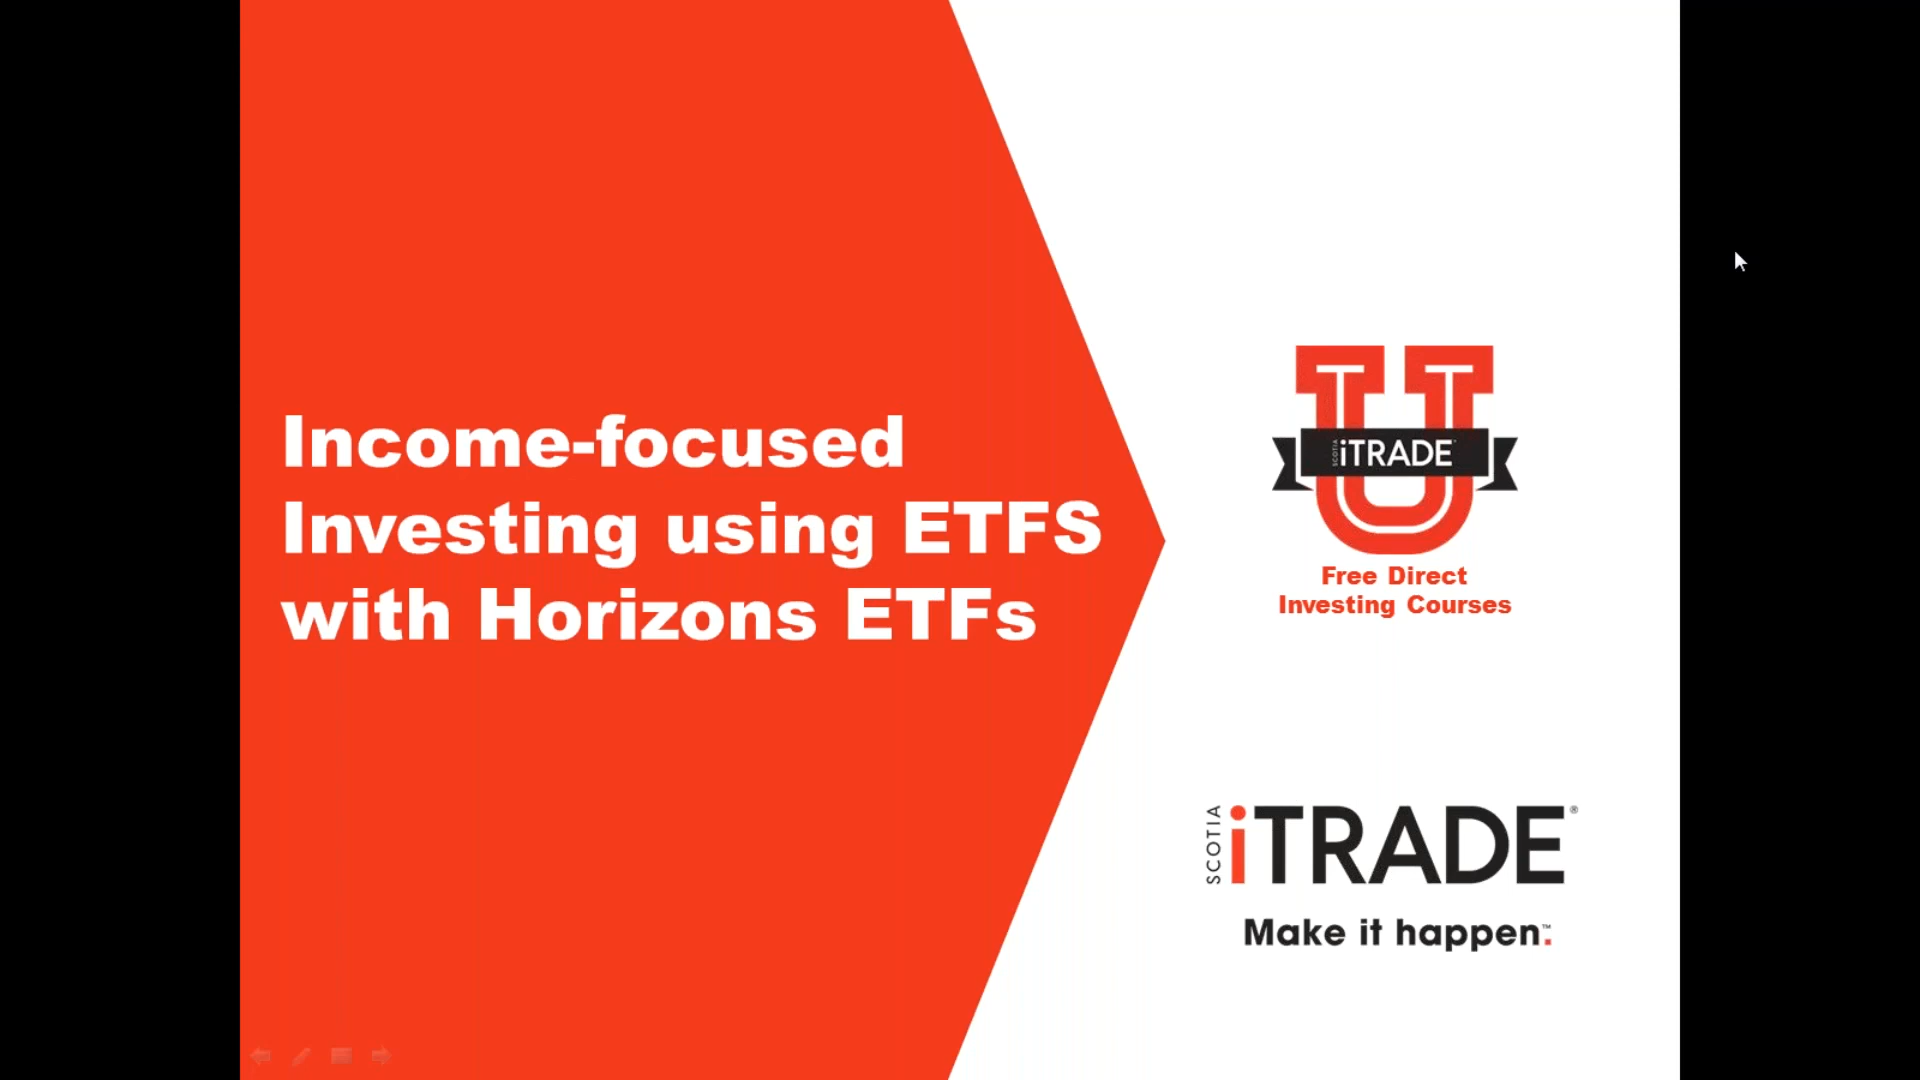 Income-focused
Investing using ETFS
with Horizons ETFs
SCOTIA iTRADE
Free Direct
Investing Courses
SCOTIA iTRADE®
Make it happen.™